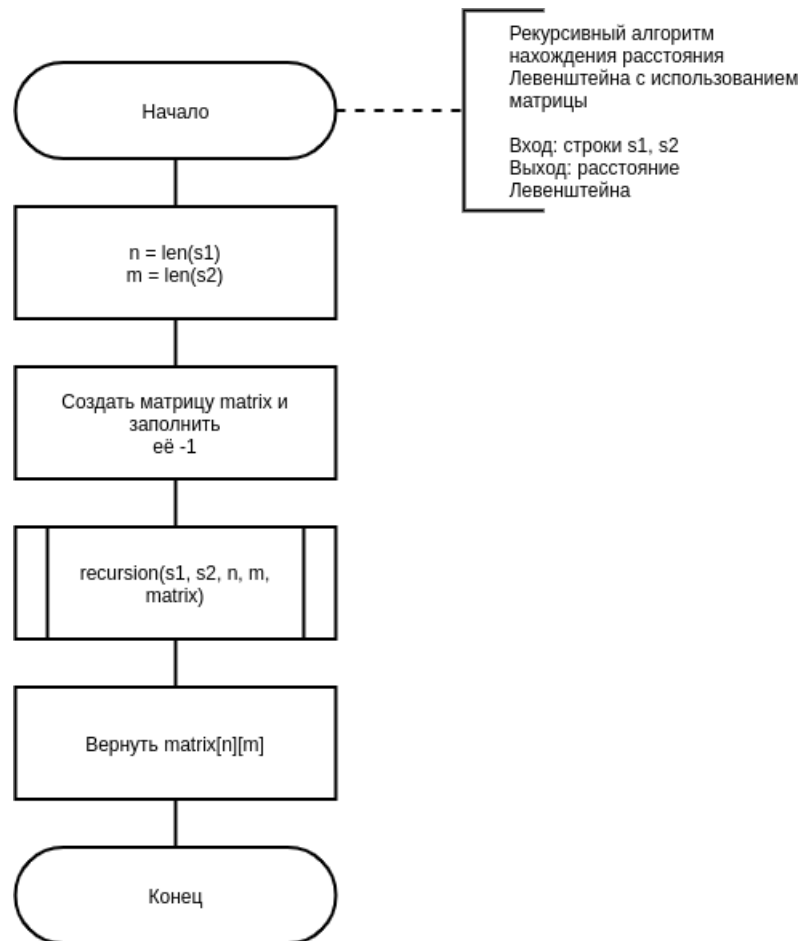 Начало
Рекурсивный алгоритм
нахождения расстояния
Левенштейна с использованием
матрицы
Вход: строки s1, s2
Выход: расстояние
Левенштейна
n = len(s1)
m = len(s2)
Создать матрицу matrix и
заполнить
её -1
recursion(s1, s2, n, m,
matrix)
Вернуть matrix[n][m]
Конец